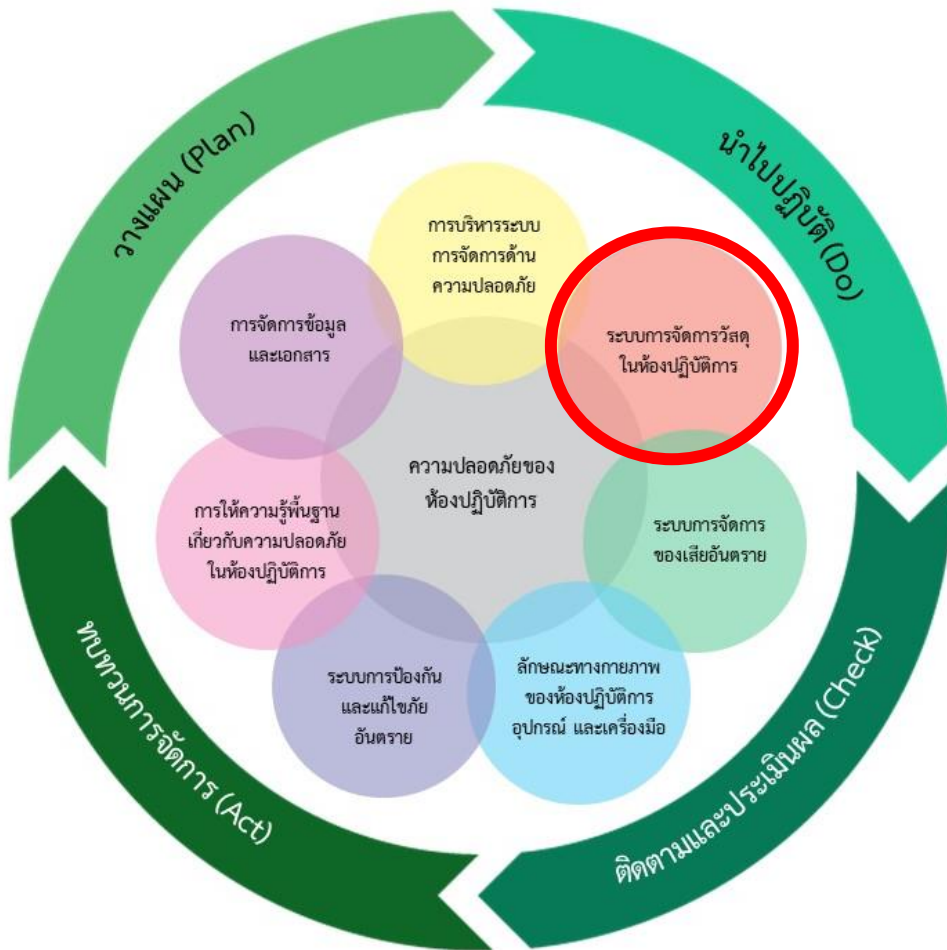 วางแผน (Plan)
นำไปปฏิบัติ (Do)
การบริหารระบบ
การจัดการด้าน
ความปลอดภัย
การจัดการข้อมูล
และเอกสาร
ระบบการจัดการวัสดุ
ในห้องปฏิบัติการ
ความปลอดภัยของ
ห้องปฏิบัติการ
การให้ความรู้พื้นฐาน
เกี่ยวกับความปลอดภัย
ในห้องปฏิบัติการ
ระบบการจัดการ
ของเสียอันตราย
ระบบการป้องกัน
และแก้ไขภัย
อันตราย
ลักษณะทางกายภาพ
ของห้องปฏิบัติการ
อุปกรณ์ และเครื่องมือ
ทบทวนการจัดการ (Act)
ติดตามและประเมินผล (Check)